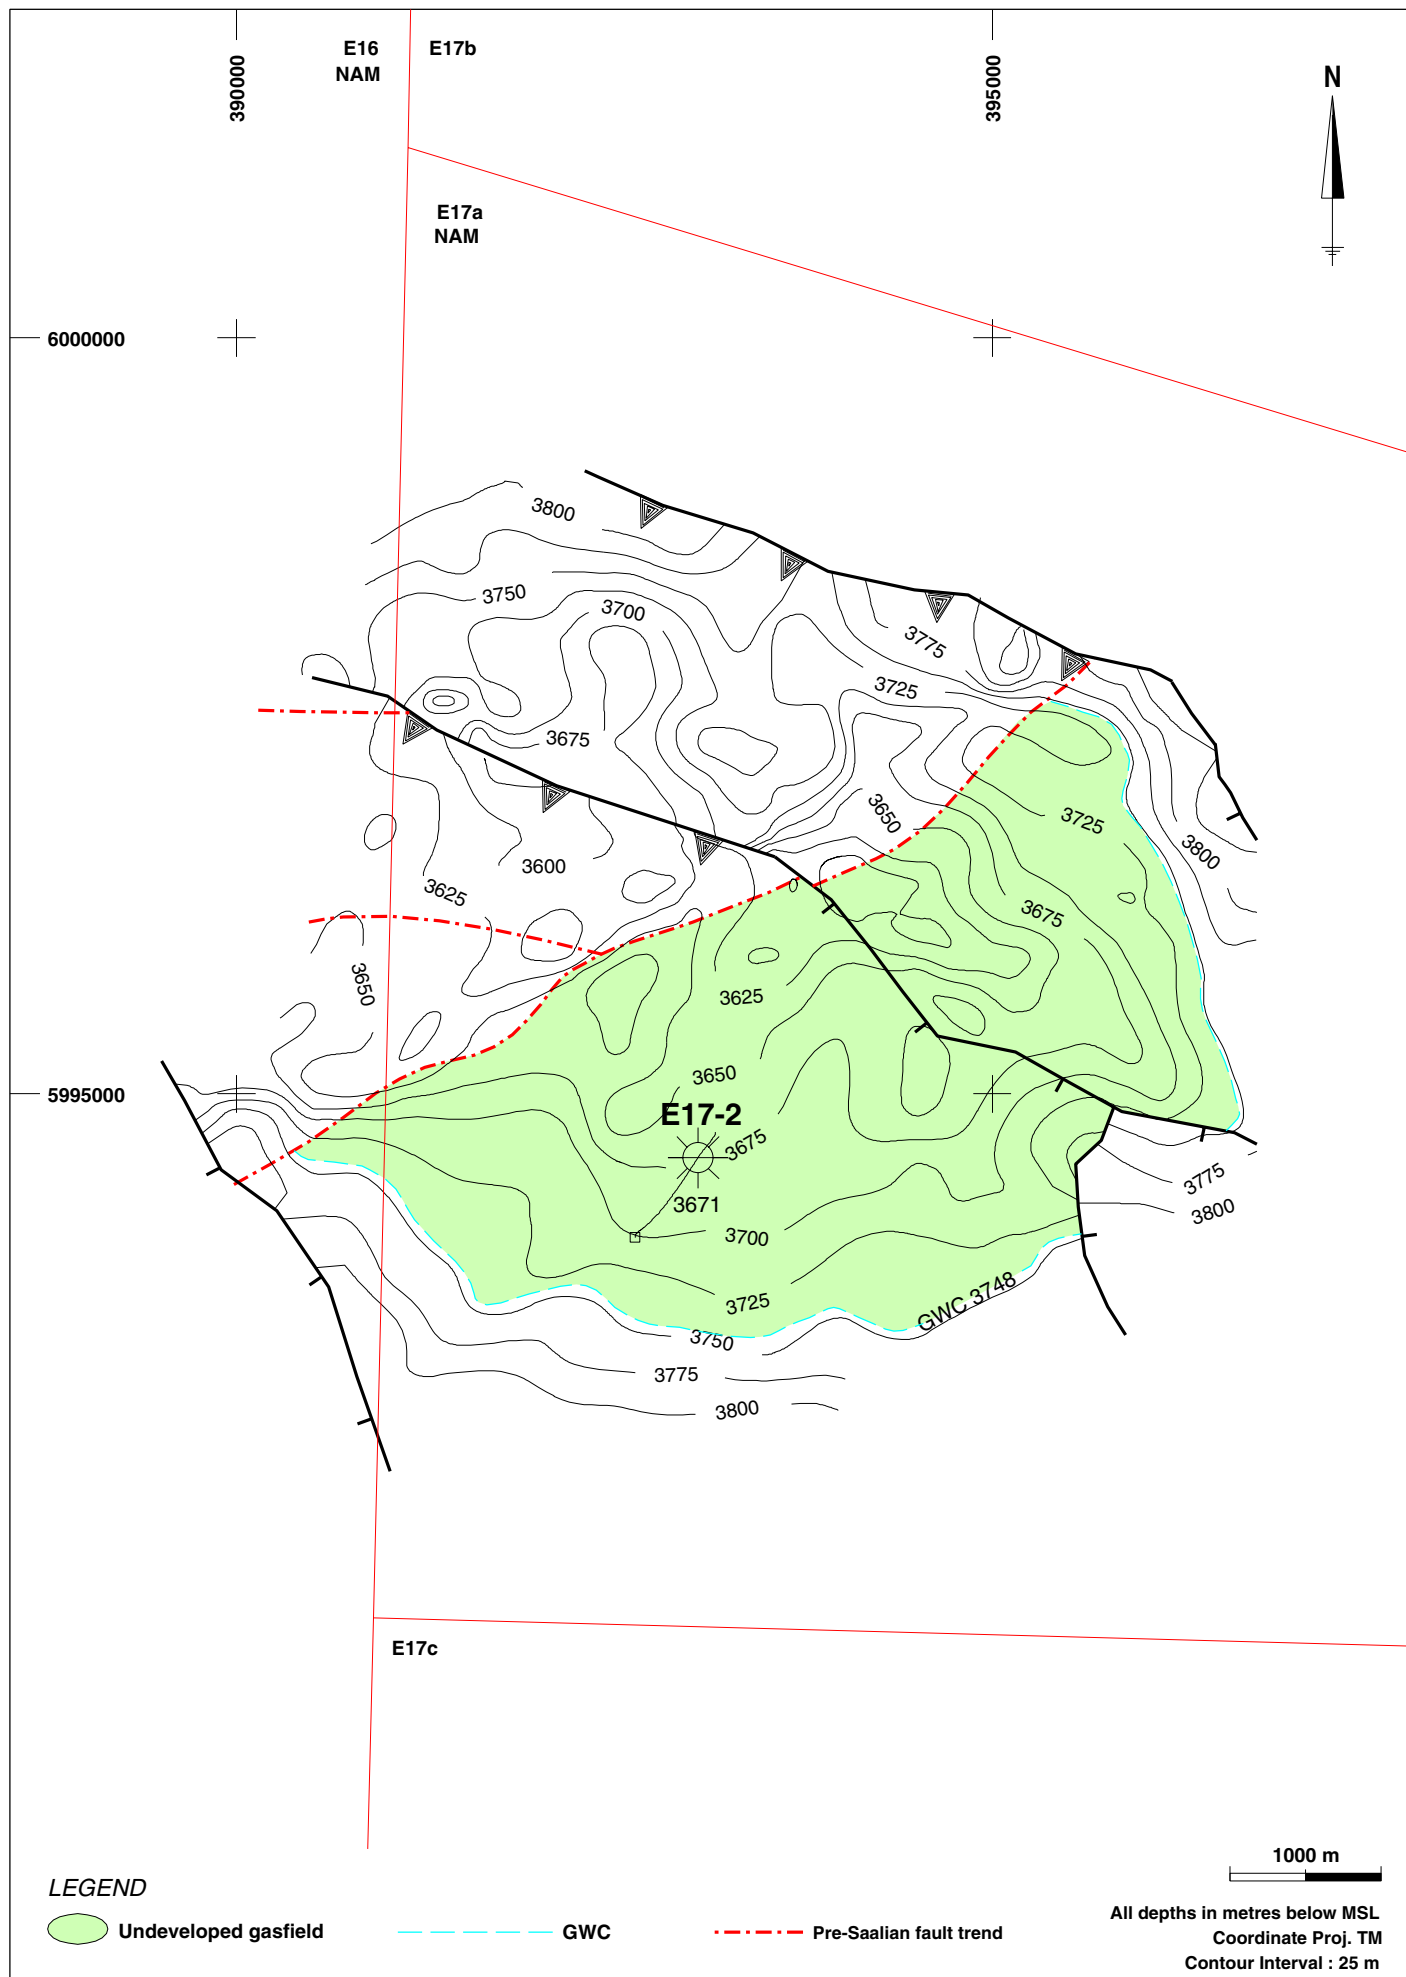 390000
E16
NAM
E17b
395000
N
E17a
NAM
6000000
3800
3750
3700
3775
3725
3675
3650
3725
3800
3600
3625
3675
3650
3625
3650
5995000
E17-2
3675
3775
3671
3800
3700
GWC 3748
3725
3750
3775
3800
E17c
1000 m
LEGEND
Undeveloped gasfield
GWC
Pre-Saalian fault trend
All depths in metres below MSL
Coordinate Proj. TM
Contour Interval : 25 m